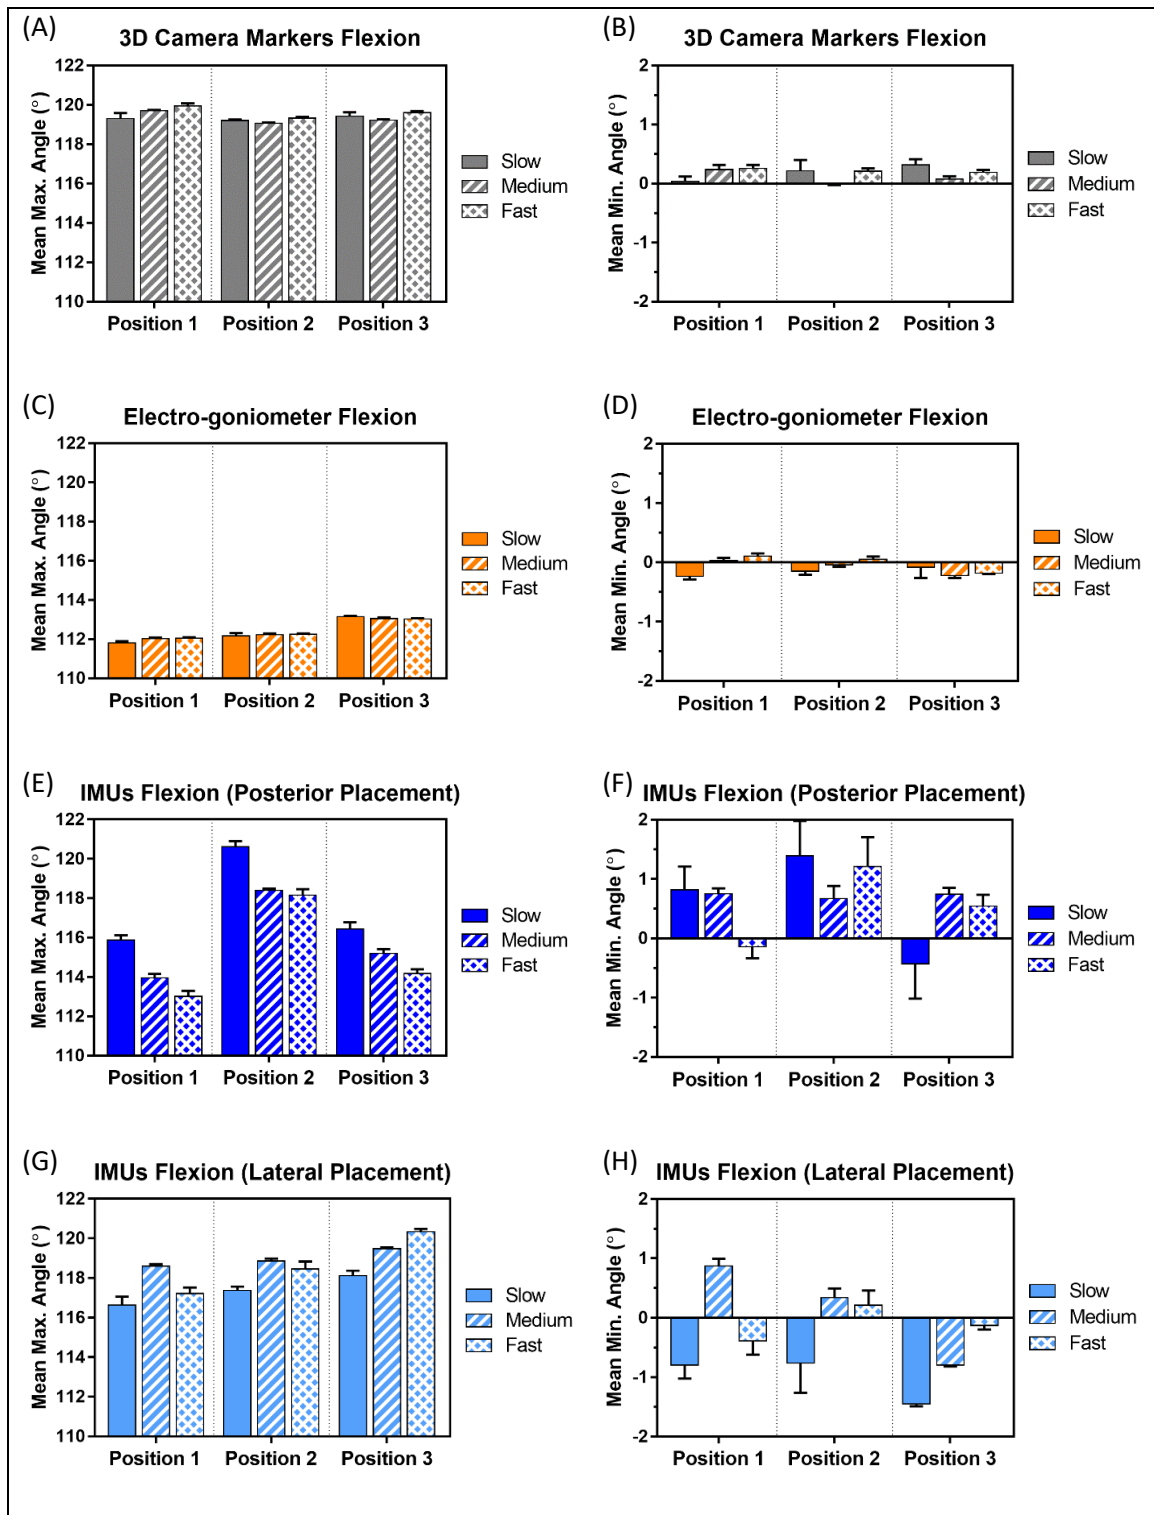 (A)
3D Camera Markers Flexion
Mean Max. Angle (°)
122
120
118
116
114
112
110
Position 1 Position 2 Position 3
Slow
Medium
Fast
(B)
3D Camera Markers Flexion
Mean Min. Angle (°)
2
1
0
-1
-2
Position 1 Position 2 Position 3
Slow
Medium
Fast
(C)
Electro-goniometer Flexion
Mean Max. Angle (°)
122
120
118
116
114
112
110
Position 1 Position 2 Position 3
Slow
Medium
Fast
(D)
Electro-goniometer Flexion
Mean Min. Angle (°)
2
1
0
-1
-2
Position 1 Position 2 Position 3
Slow
Medium
Fast
(E)
IMUs Flexion (Posterior Placement)
Mean Max. Angle (°)
122
120
118
116
114
112
110
Position 1 Position 2 Position 3
Slow
Medium
Fast
(F)
IMUs Flexion (Posterior Placement)
Mean Min. Angle (°)
2
1
0
-1
-2
Position 1 Position 2 Position 3
Slow
Medium
Fast
(G)
IMUs Flexion (Lateral Placement)
Mean Max. Angle (°)
122
120
118
116
114
112
110
Position 1 Position 2 Position 3
Slow
Medium
Fast
(H)
IMUs Flexion (Lateral Placement)
Mean Min. Angle (°)
2
1
0
-1
-2
Position 1 Position 2 Position 3
Slow
Medium
Fast